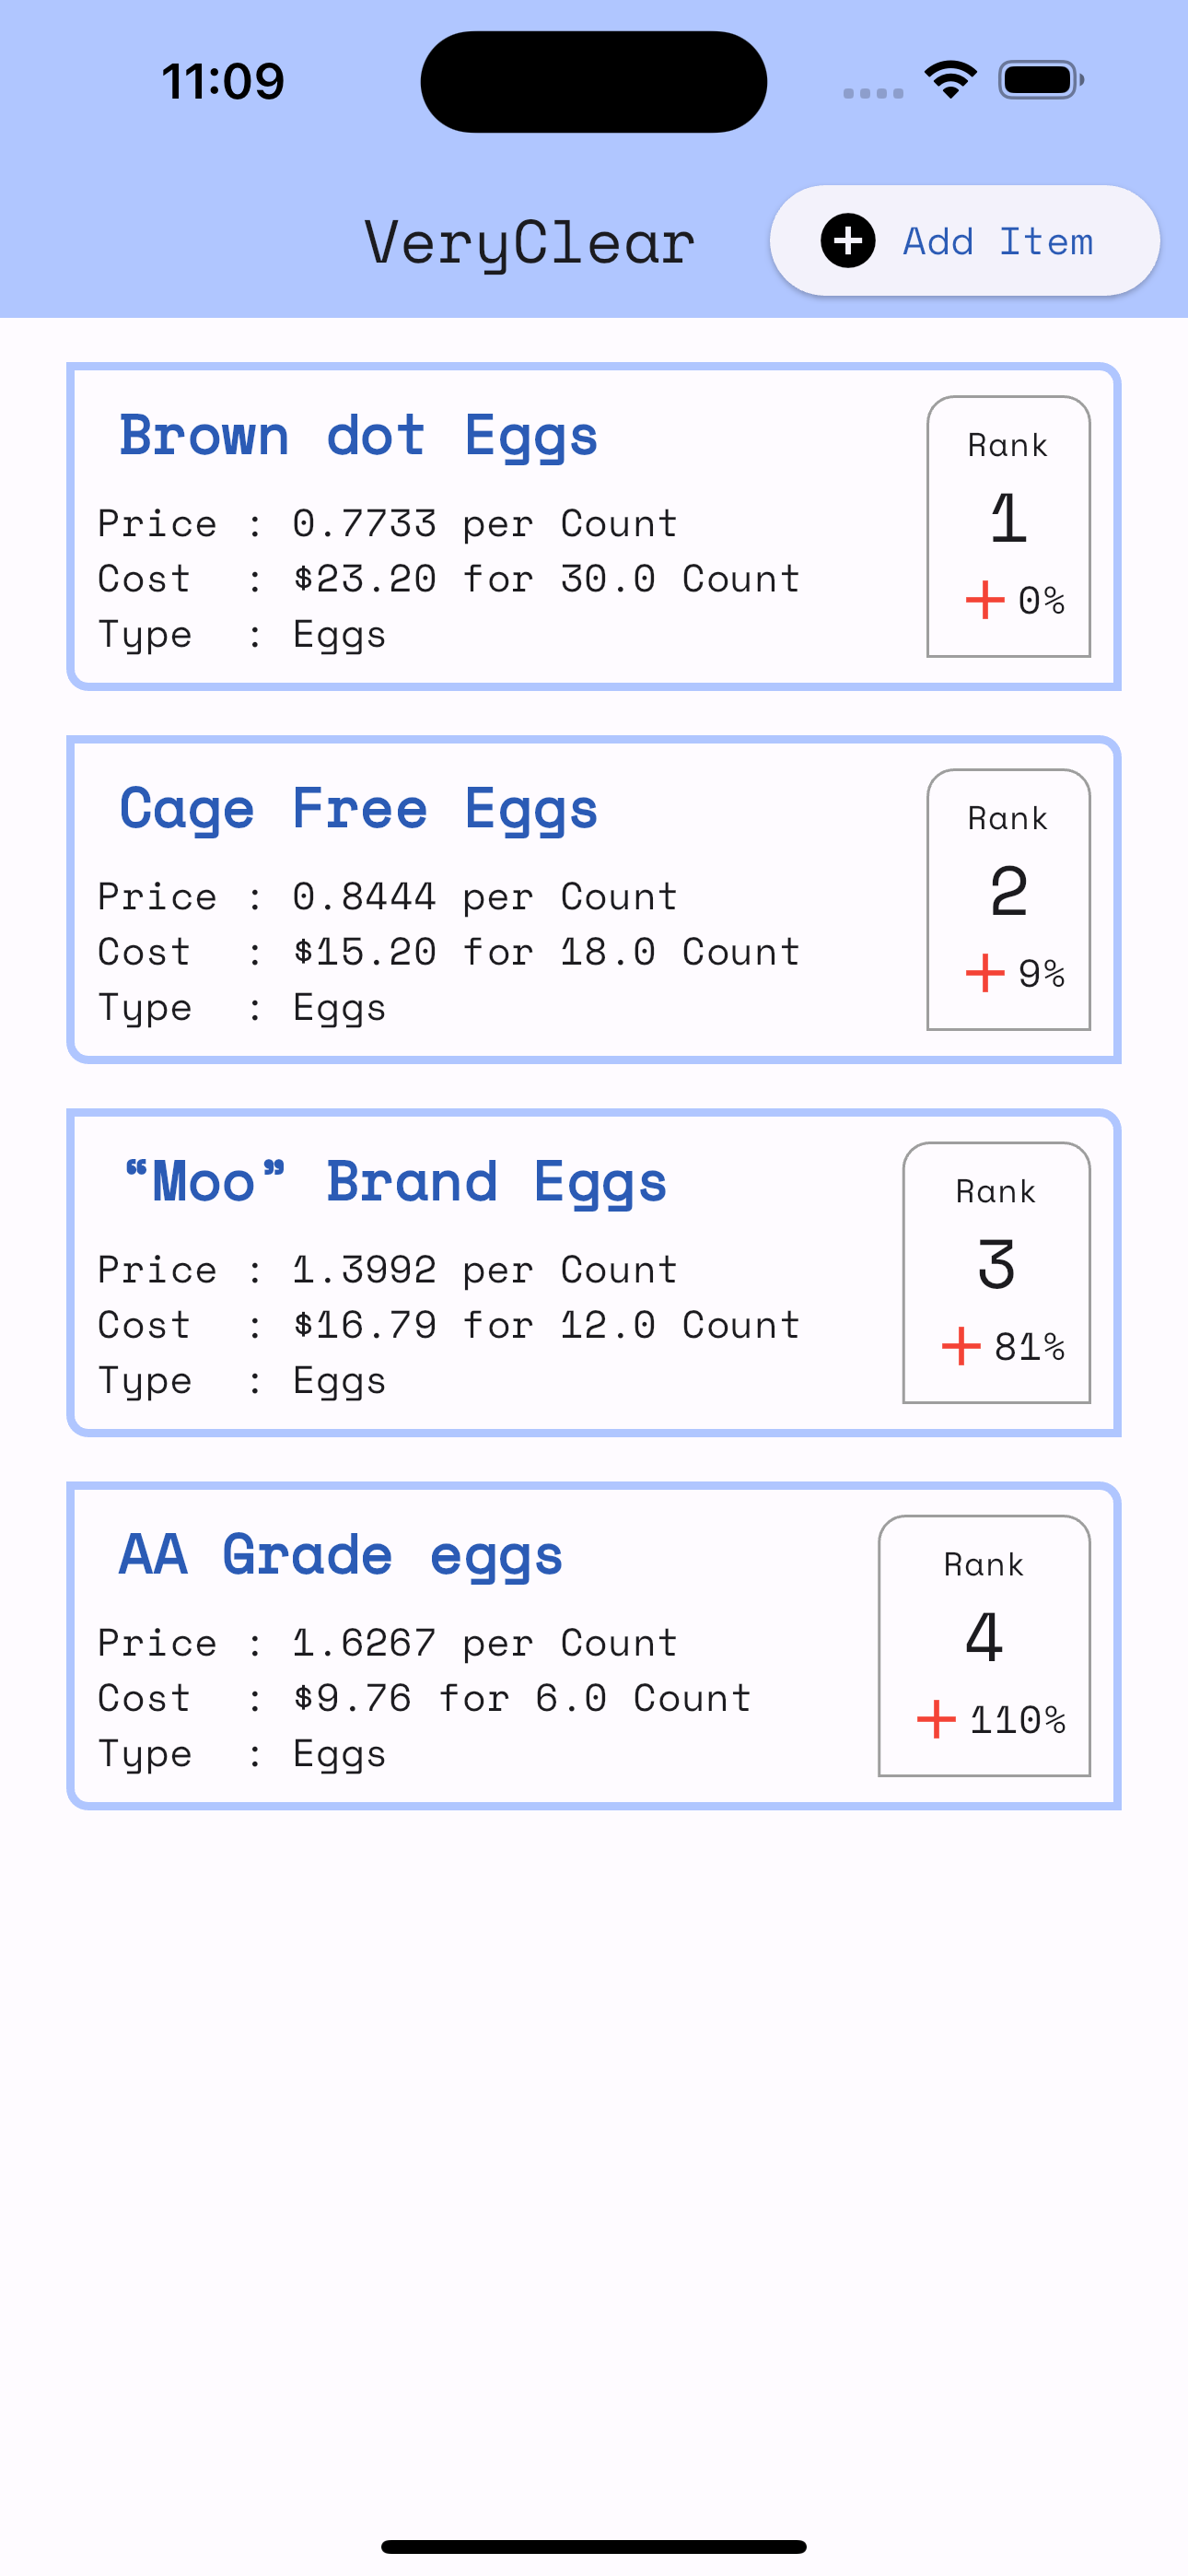 11:09
VeryClear
Add Item
Brown dot Eggs
Price : 0.7733 per Count
Cost  : $23.20 for 30.0 Count
Type  : Eggs
Rank
1
+ 0%
Cage Free Eggs
Price : 0.8444 per Count
Cost  : $15.20 for 18.0 Count
Type  : Eggs
Rank
2
+ 9%
“Moo” Brand Eggs
Price : 1.3992 per Count
Cost  : $16.79 for 12.0 Count
Type  : Eggs
Rank
3
+ 81%
AA Grade eggs
Price : 1.6267 per Count
Cost  : $9.76 for 6.0 Count
Type  : Eggs
Rank
4
+ 110%